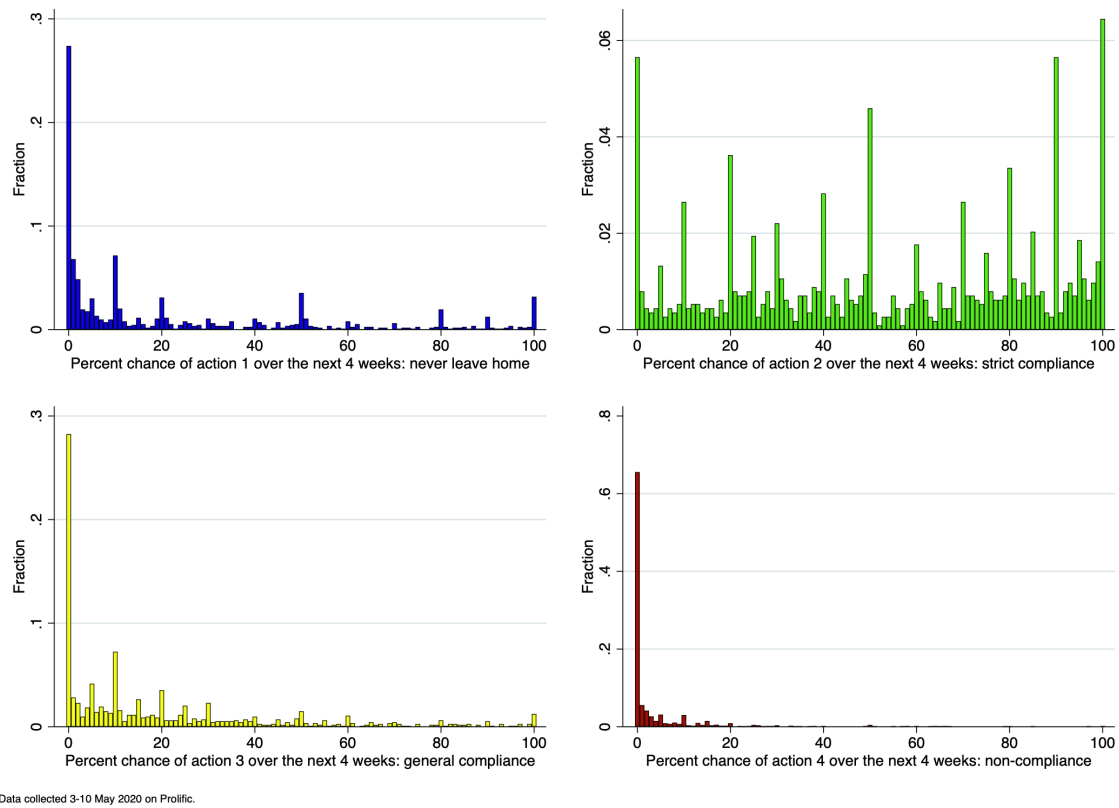 .3
.2
.1
0
Fraction
0 20 40 60 80 100
Percent chance of action 1 over the next 4 weeks: never leave home
.06
.04
.02
0
Fraction
0 20 40 60 80 100
Percent chance of action 2 over the next 4 weeks: strict compliance
.3
.2
.1
0
Fraction
0 20 40 60 80 100
Percent chance of action 3 over the next 4 weeks: general compliance
.8
.6
.4
.2
0
Fraction
0 20 40 60 80 100
Percent chance of action 4 over the next 4 weeks: non-compliance
Data collected 3-10 May 2020 on Prolific.